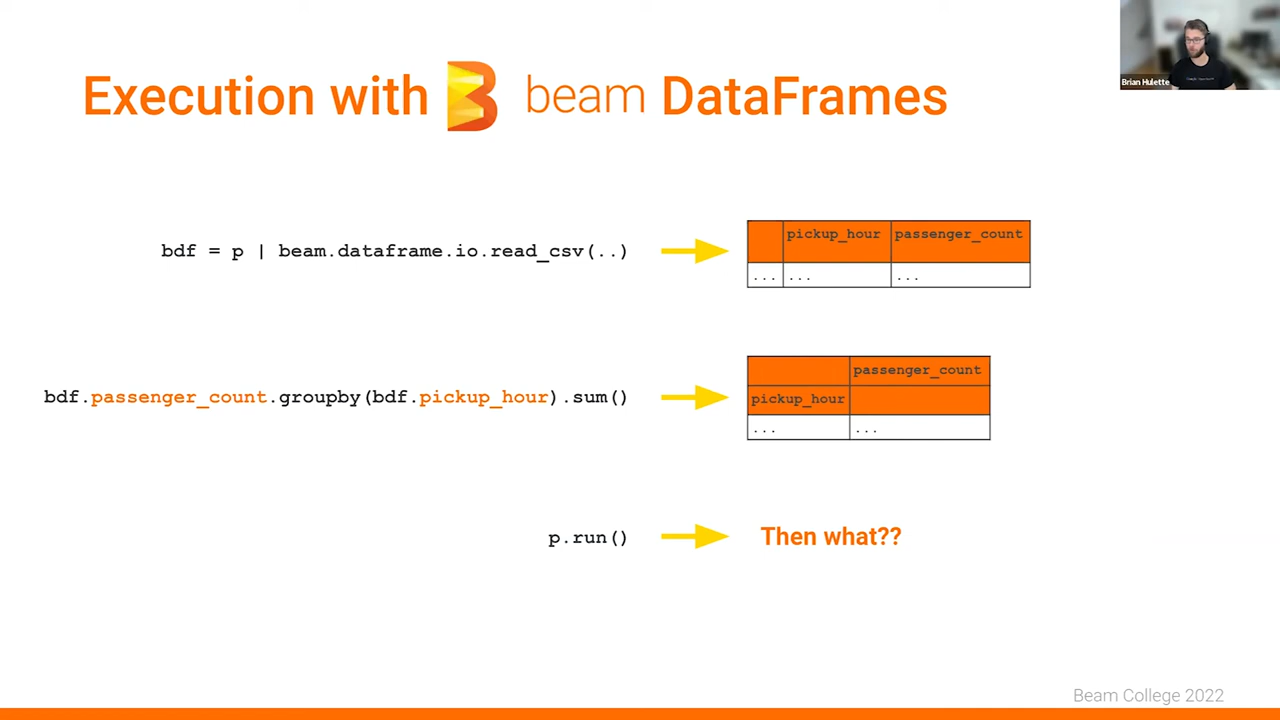 Brian Hulette
Execution with beam DataFrames
bdf = p | beam.dataframe.io.read_csv(..)
pickup_hour passenger_count
... ... ...
bdf.passenger_count.groupby(bdf.pickup_hour).sum()
passenger_count
pickup_hour
... ...
p.run()
Then what??
Beam College 2022